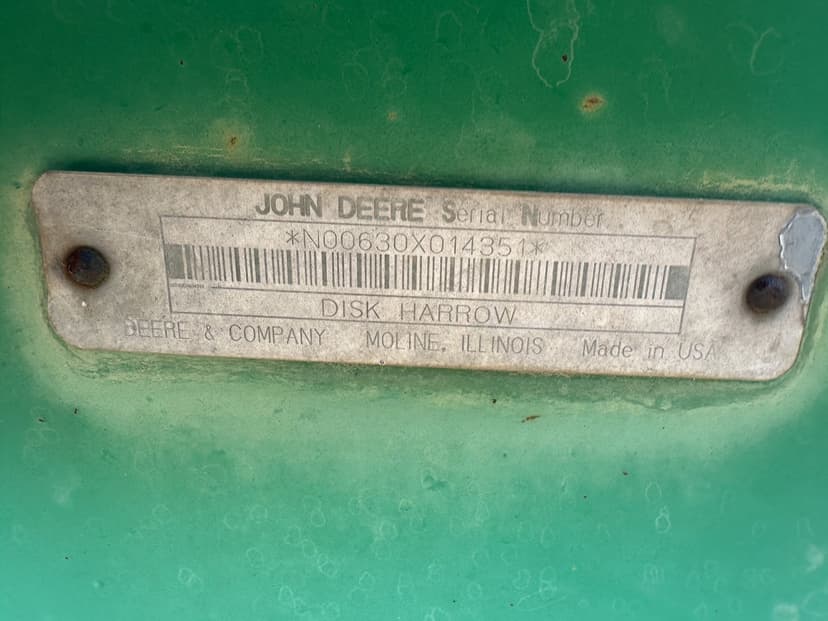 JOHN DEERE Serial Number
*N00630X014351*
DISK HARROW
DEERE & COMPANY MOLINE, ILLINOIS Made in USA